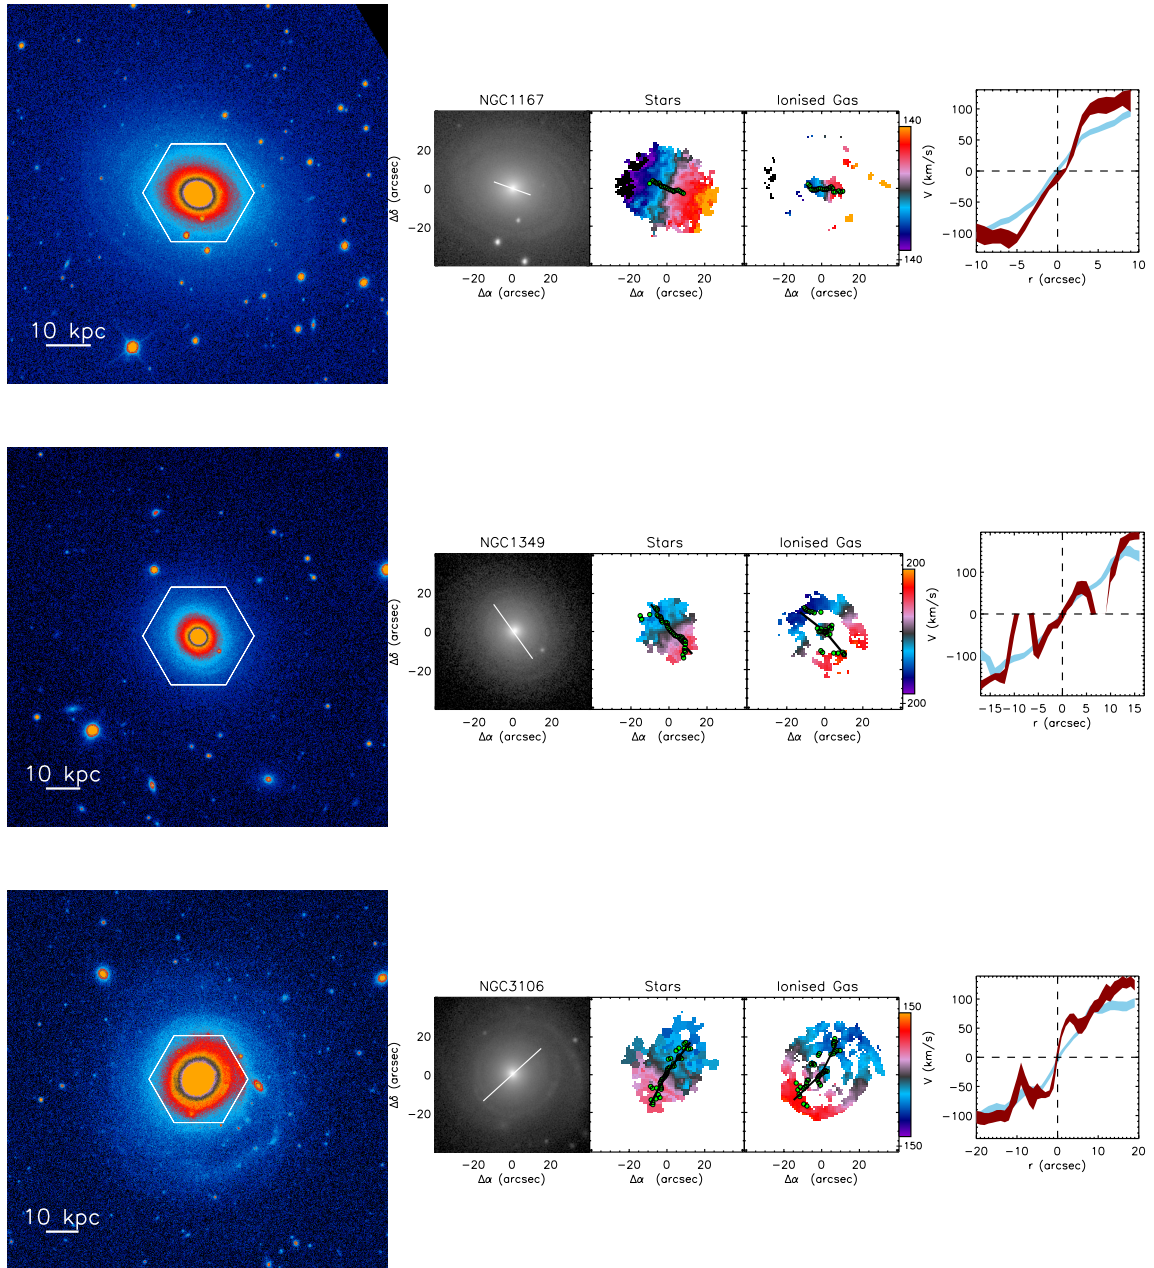 10 kpc
NGC1167 Stars Ionised Gas
Δδ (arcsec)
20
0
−20
−20 0 20 −20 0 20 −20 0 20
Δα (arcsec) Δα (arcsec) Δα (arcsec)
140
V (km/s)
−140
100
50
0
−50
−100
−10 −5 0 5 10
r (arcsec)
10 kpc
NGC1349 Stars Ionised Gas
Δδ (arcsec)
20
0
−20
−20 0 20 −20 0 20 −20 0 20
Δα (arcsec) Δα (arcsec) Δα (arcsec)
200
V (km/s)
−200
100
0
−100
−15 −10 −5 0 5 10 15
r (arcsec)
10 kpc
NGC3106 Stars Ionised Gas
Δδ (arcsec)
20
0
−20
−20 0 20 −20 0 20 −20 0 20
Δα (arcsec) Δα (arcsec) Δα (arcsec)
150
V (km/s)
−150
100
50
0
−50
−100
−20 −10 0 10 20
r (arcsec)